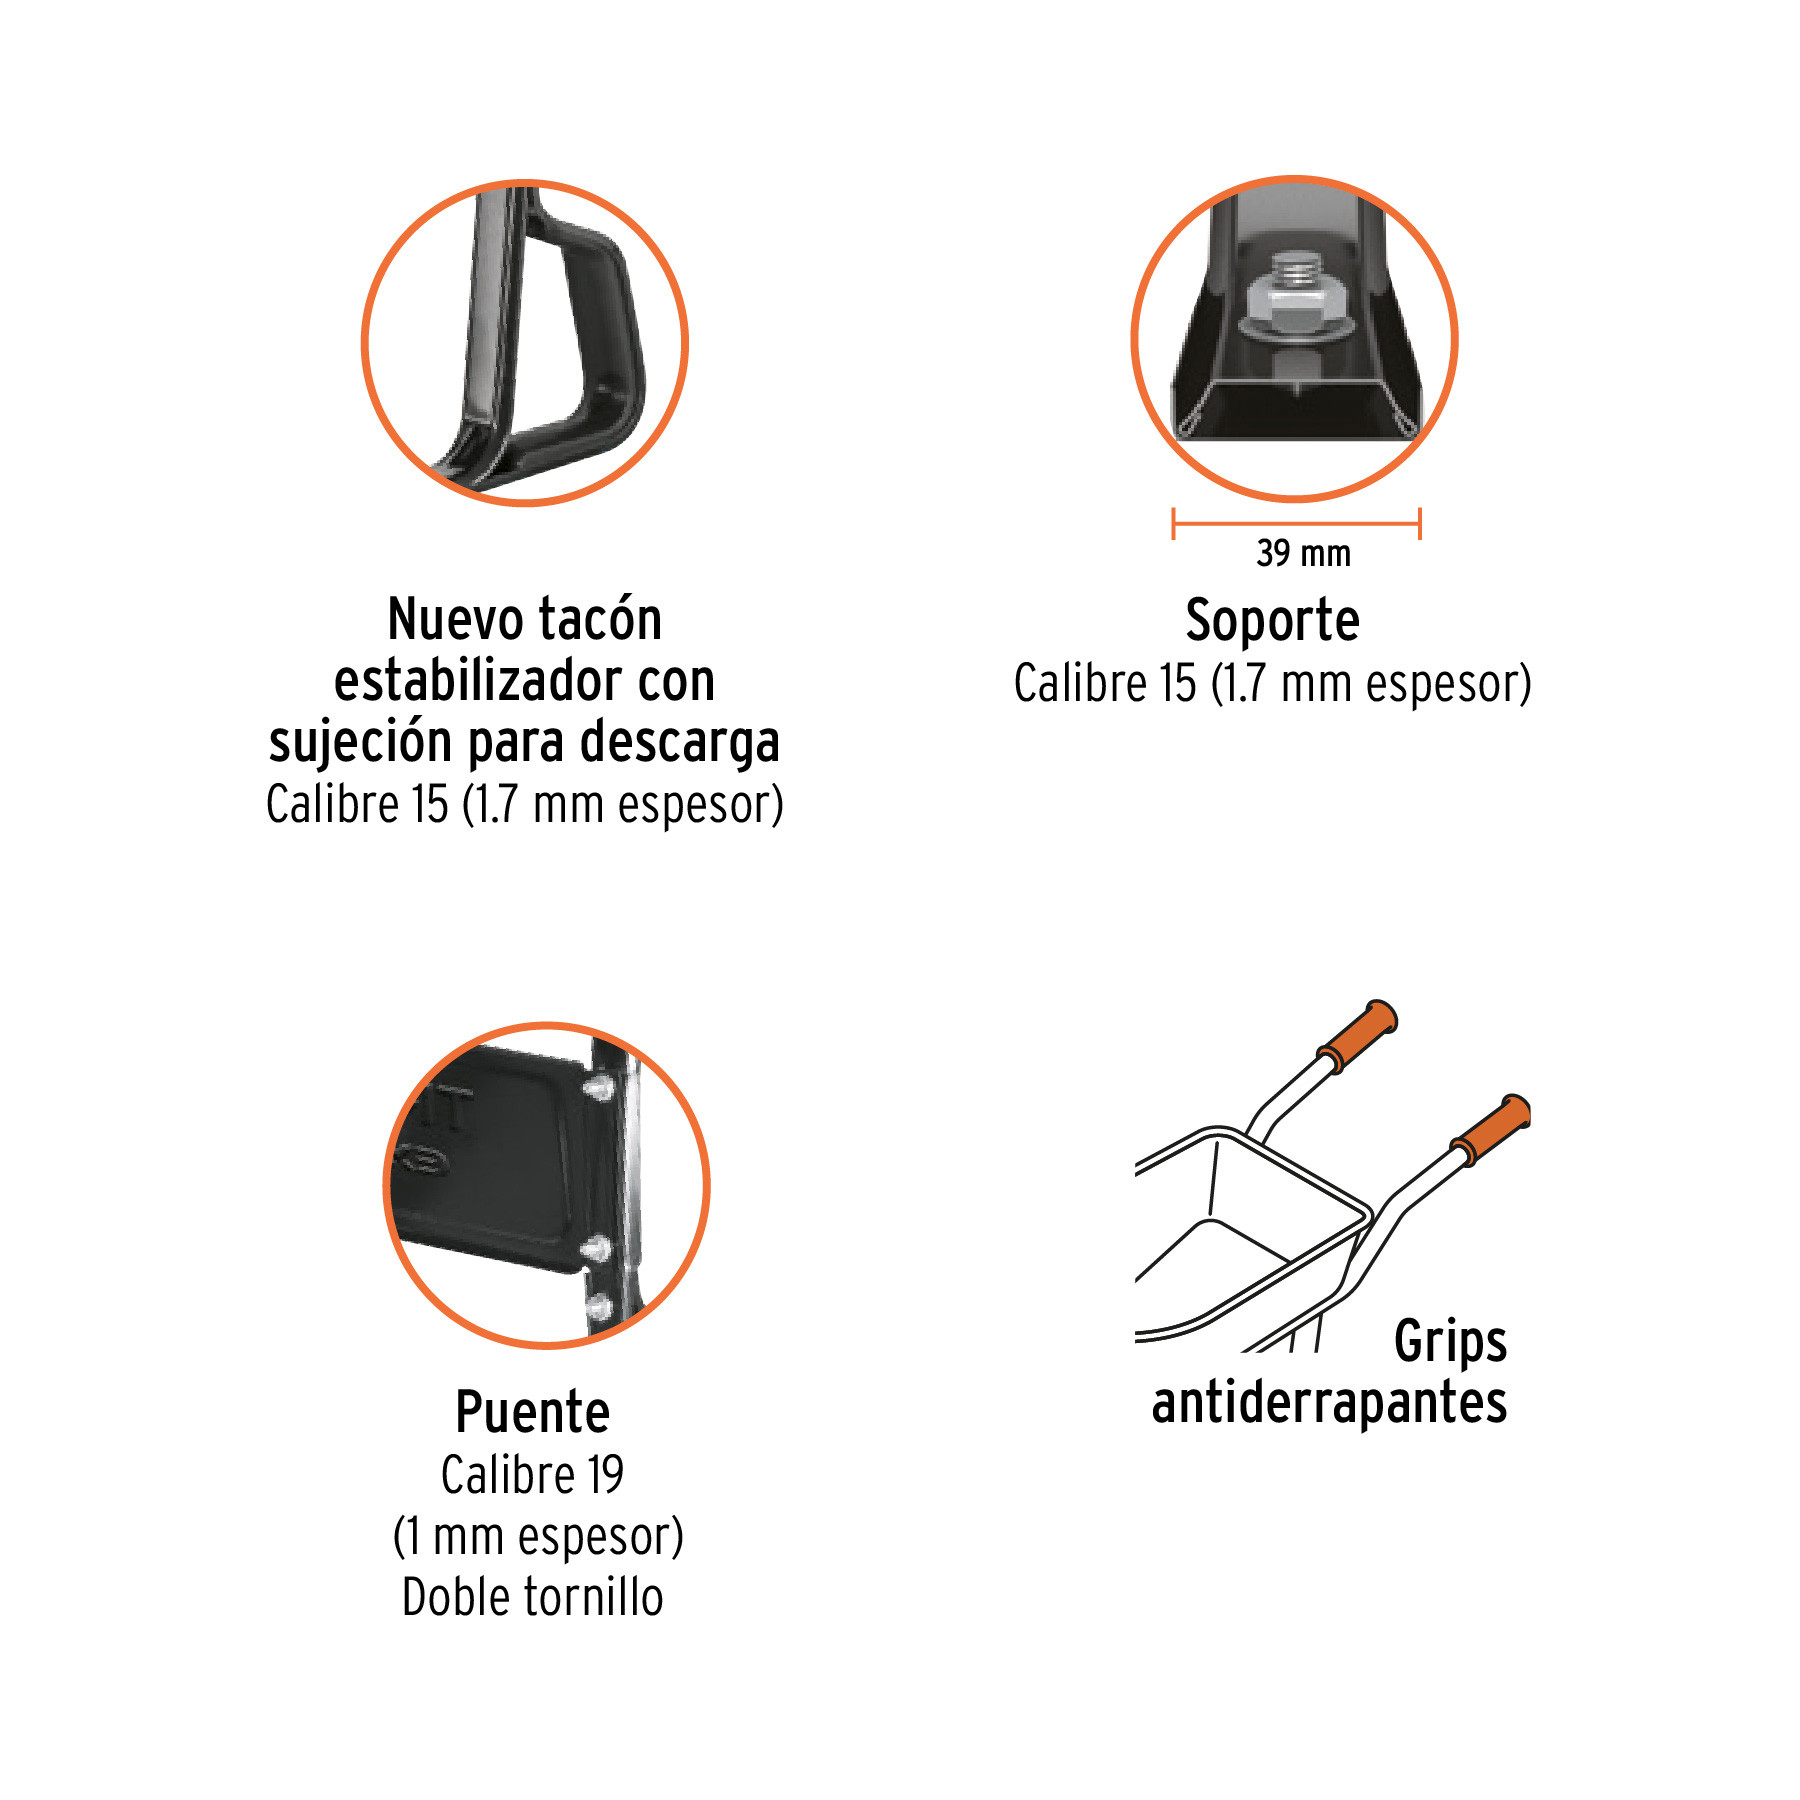 Nuevo tacón
estabilizador con
sujeción para descarga
Calibre 15 (1.7 mm espesor)
39 mm
Soporte
Calibre 15 (1.7 mm espesor)
Puente
Calibre 19
(1 mm espesor)
Doble tornillo
Grips
antiderrapantes